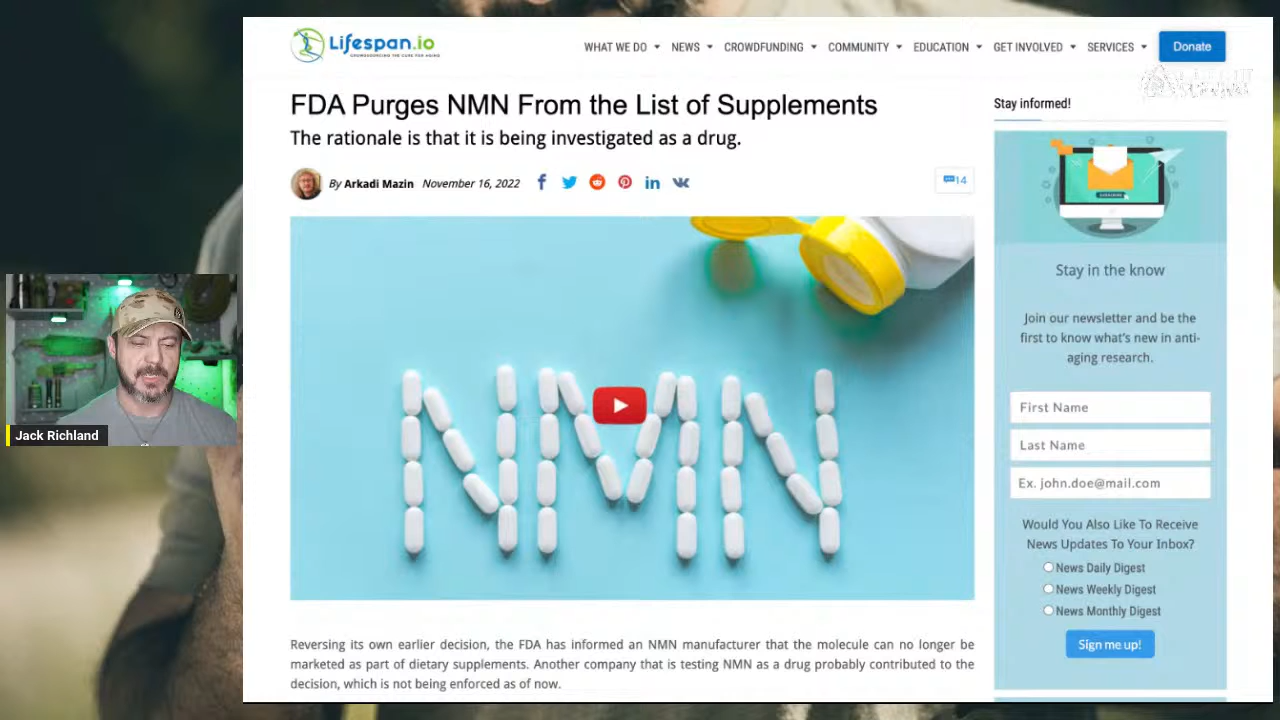 Lifespan.io
CROWDSOURCING THE CURE FOR AGING
WHAT WE DO NEWS CROWDFUNDING COMMUNITY EDUCATION GET INVOLVED SERVICES Donate
FDA Purges NMN From the List of Supplements
The rationale is that it is being investigated as a drug.
By Arkadi Mazin November 16, 2022
14
NMN
Reversing its own earlier decision, the FDA has informed an NMN manufacturer that the molecule can no longer be
marketed as part of dietary supplements. Another company that is testing NMN as a drug probably contributed to the
decision, which is not being enforced as of now.
Stay informed!
Stay in the know
Join our newsletter and be the
first to know what's new in anti-
aging research.
First Name
Last Name
Ex. john.doe@mail.com
Would You Also Like To Receive
News Updates To Your Inbox?
News Daily Digest
News Weekly Digest
News Monthly Digest
Sign me up!
Jack Richland